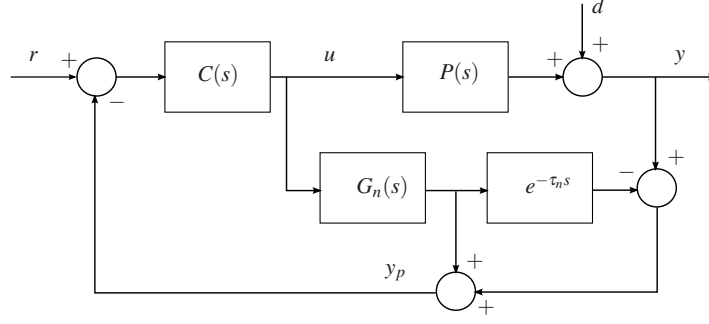 d
r + C(s) u P(s) + + y
−
G_n(s) e^{−τ_n s} − +
y_p + +